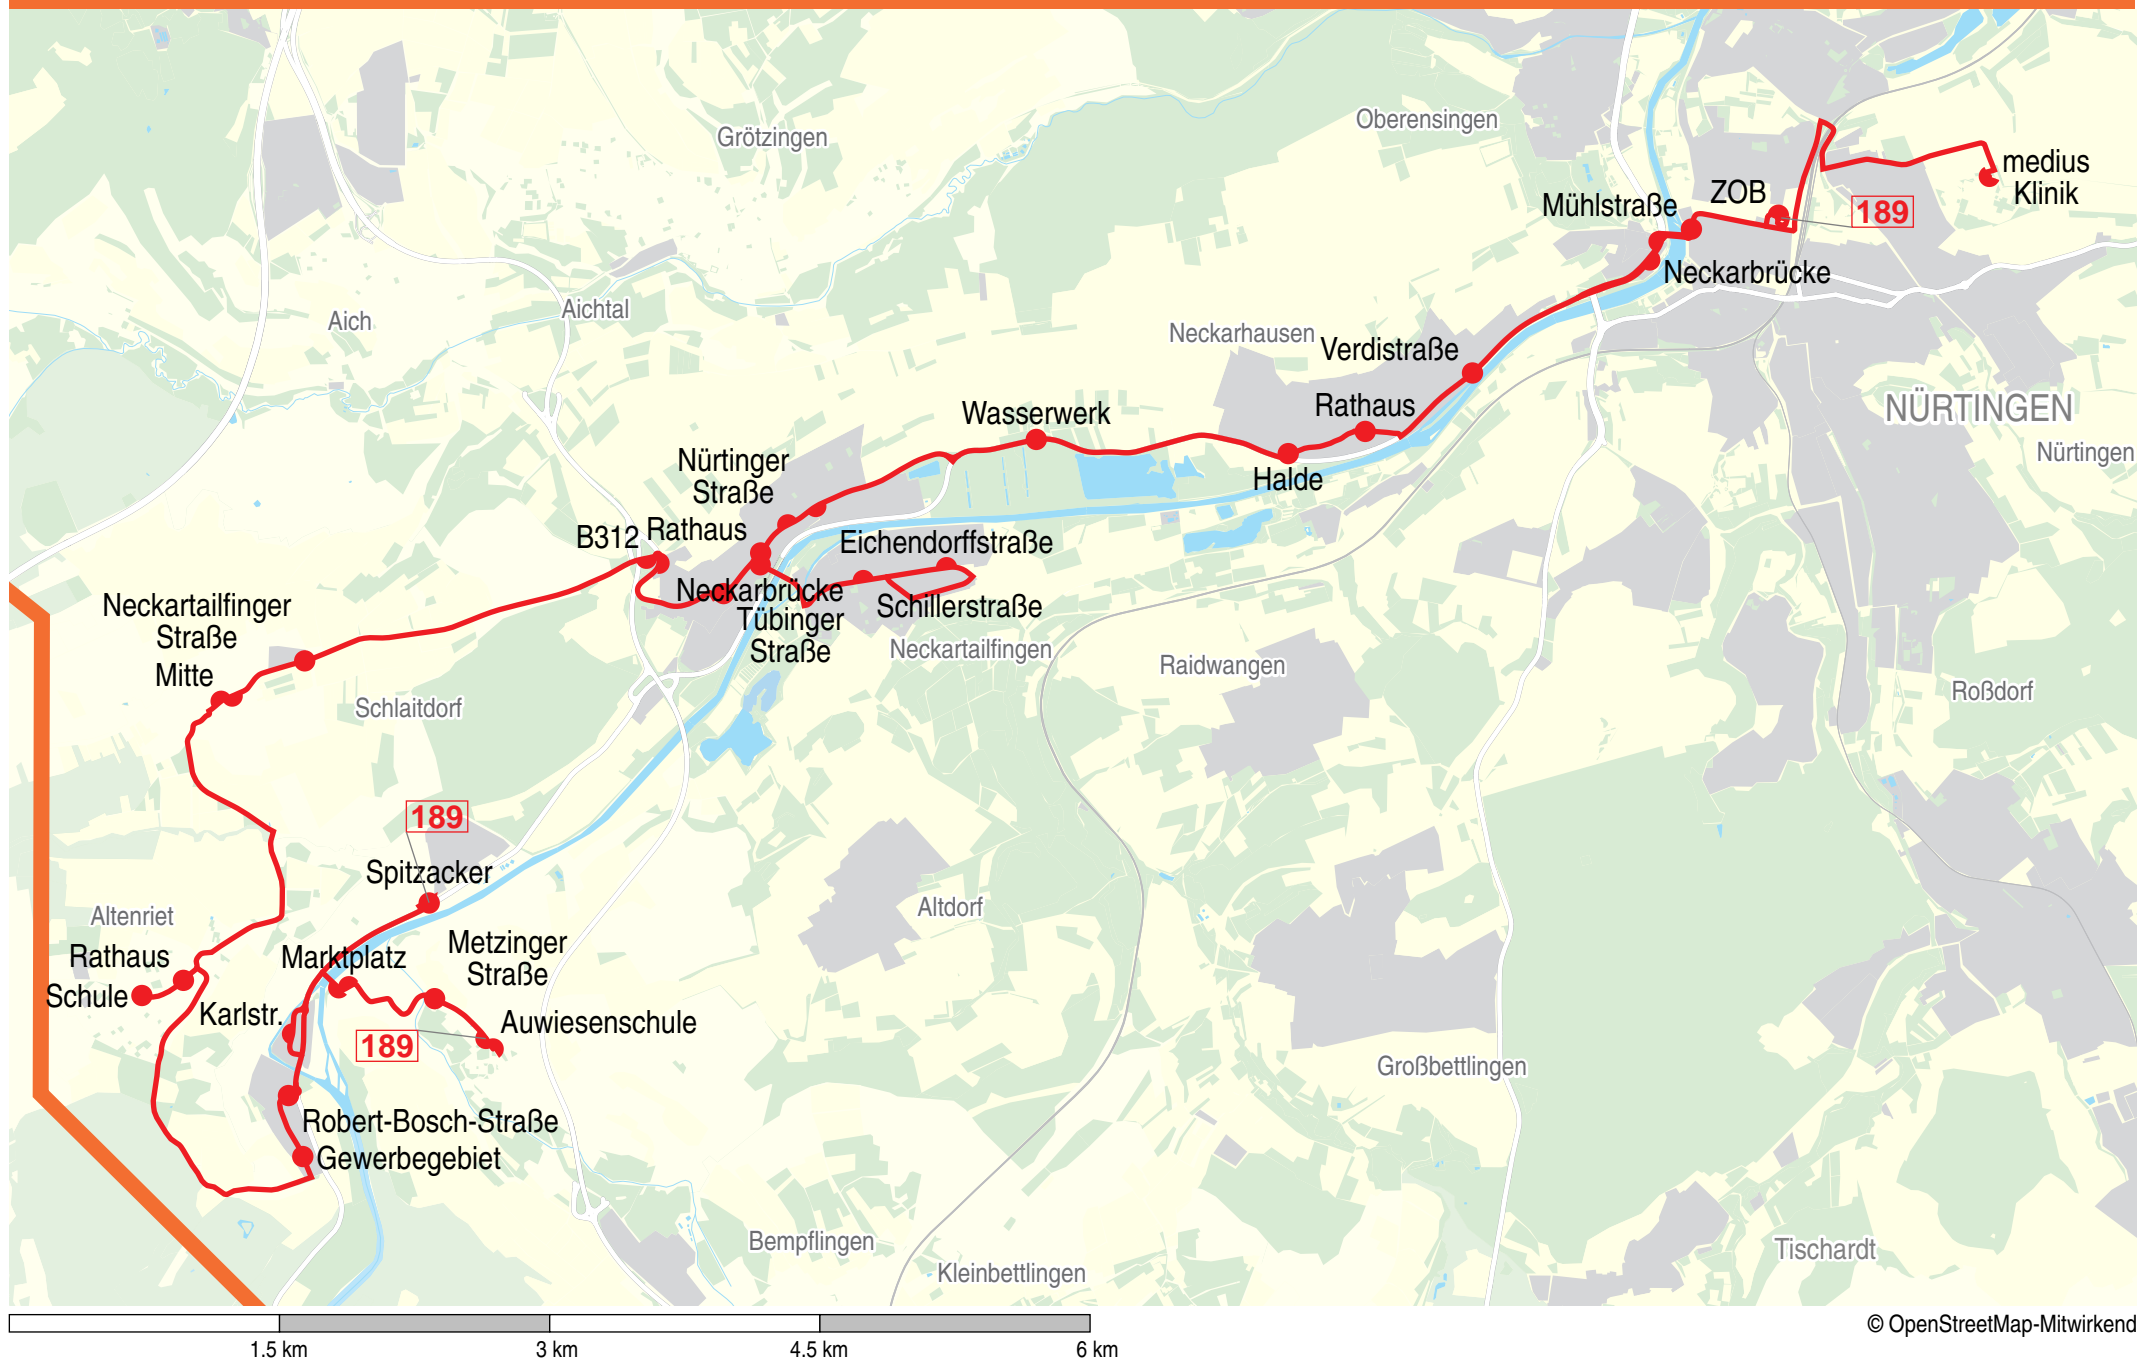 Grötzingen
Oberensingen
medius
Klinik
ZOB
Mühlstraße
189
Neckarbrücke
Aich
Aichtal
Neckarhausen
Verdistraße
Rathaus
NÜRTINGEN
Nürtingen
Wasserwerk
Halde
Nürtinger
Straße
B312
Rathaus
Eichendorffstraße
Neckarbrücke
Tübinger
Straße
Schillerstraße
Neckartailfingen
Neckartailfinger
Straße
Mitte
Schlaitdorf
Raidwangen
Roßdorf
189
Spitzacker
Altenriet
Altdorf
Rathaus
Schule
Marktplatz
Metzinger
Straße
Karlstr.
189
Auwiesenschule
Großbettlingen
Robert-Bosch-Straße
Gewerbegebiet
Bempflingen
Kleinbettlingen
Tischardt
1.5 km
3 km
4.5 km
6 km
© OpenStreetMap-Mitwirkend